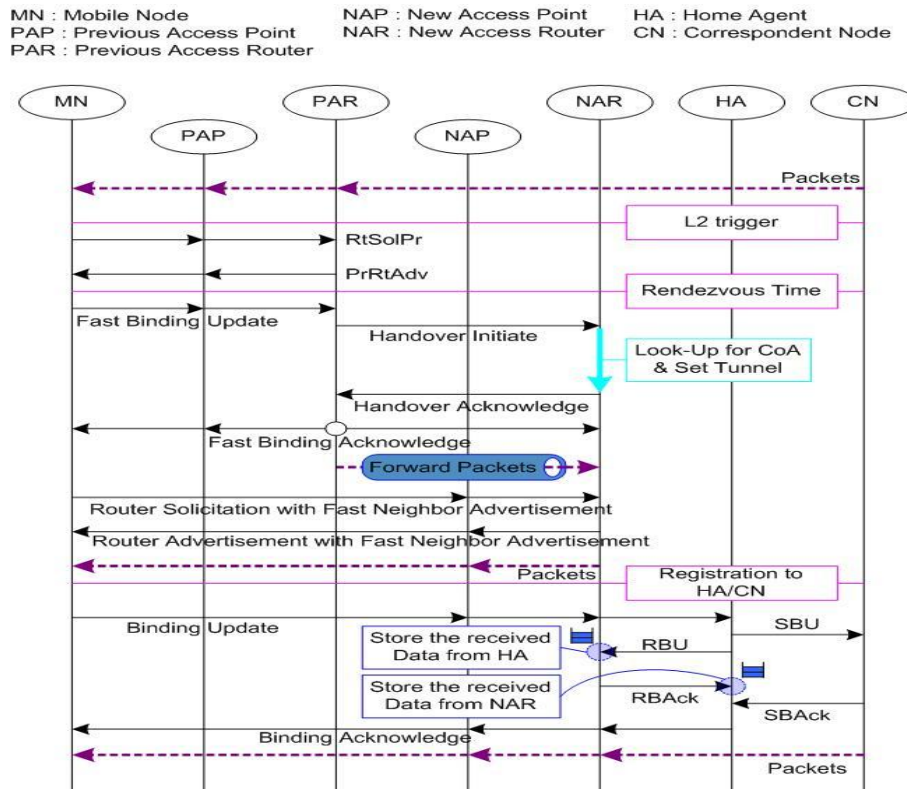 MN : Mobile Node
NAP : New Access Point
HA : Home Agent
PAP : Previous Access Point
NAR : New Access Router
CN : Correspondent Node
PAR : Previous Access Router
MN
PAR
NAR
HA
CN
PAP
NAP
Packets
L2 trigger
RtSolPr
PrRtAdv
Rendezvous Time
Fast Binding Update
Handover Initiate
Look-Up for CoA
& Set Tunnel
Handover Acknowledge
Fast Binding Acknowledge
Forward Packets
Router Solicitation with Fast Neighbor Advertisement
Router Advertisement with Fast Neighbor Advertisement
Packets
Registration to
HA/CN
Binding Update
SBU
Store the received
Data from HA
RBU
Store the received
Data from NAR
RBAck
SBAck
Binding Acknowledge
Packets